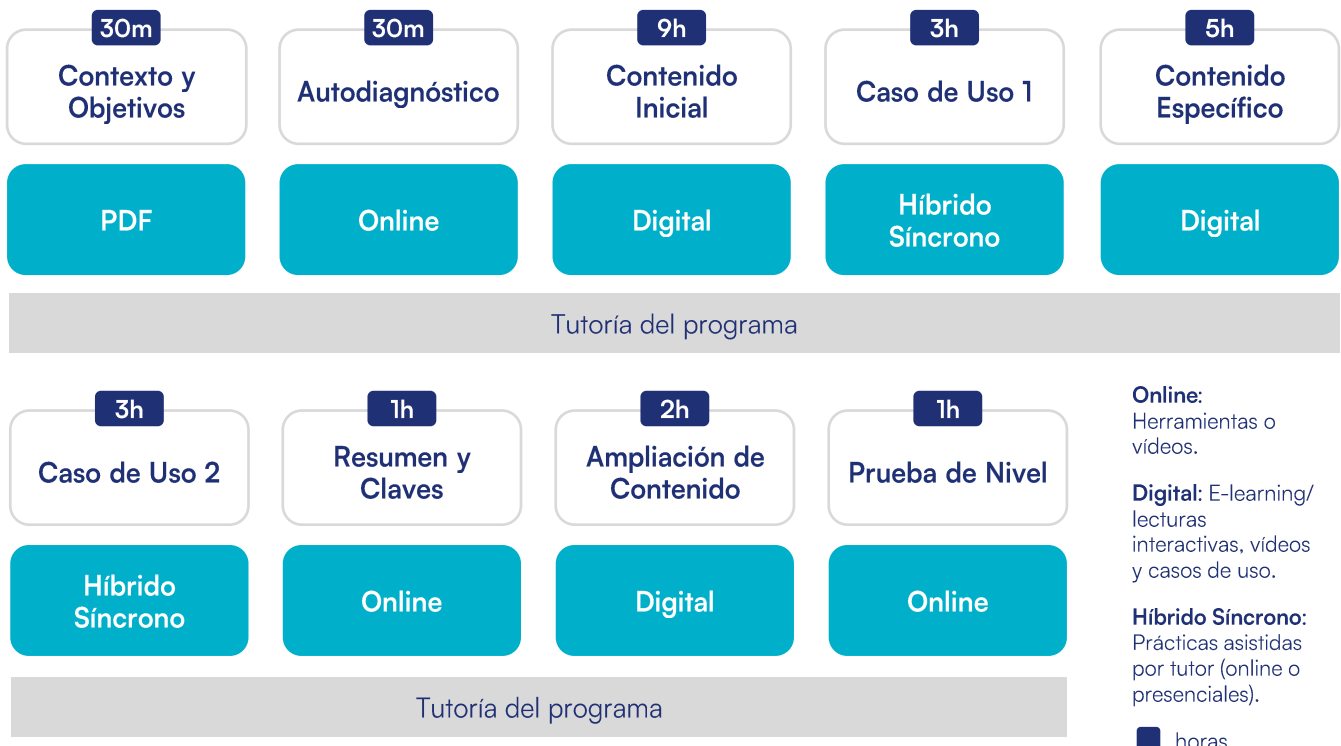 30m
Contexto y
Objetivos
PDF
30m
Autodiagnóstico
Online
9h
Contenido
Inicial
Digital
3h
Caso de Uso 1
Híbrido
Síncrono
5h
Contenido
Específico
Digital
Tutoría del programa
3h
Caso de Uso 2
Híbrido
Síncrono
1h
Resumen y
Claves
Online
2h
Ampliación de
Contenido
Digital
1h
Prueba de Nivel
Online
Tutoría del programa
Online:
Herramientas o
vídeos.
Digital: E-learning/
lecturas
interactivas, vídeos
y casos de uso.
Híbrido Síncrono:
Prácticas asistidas
por tutor (online o
presenciales).
horas